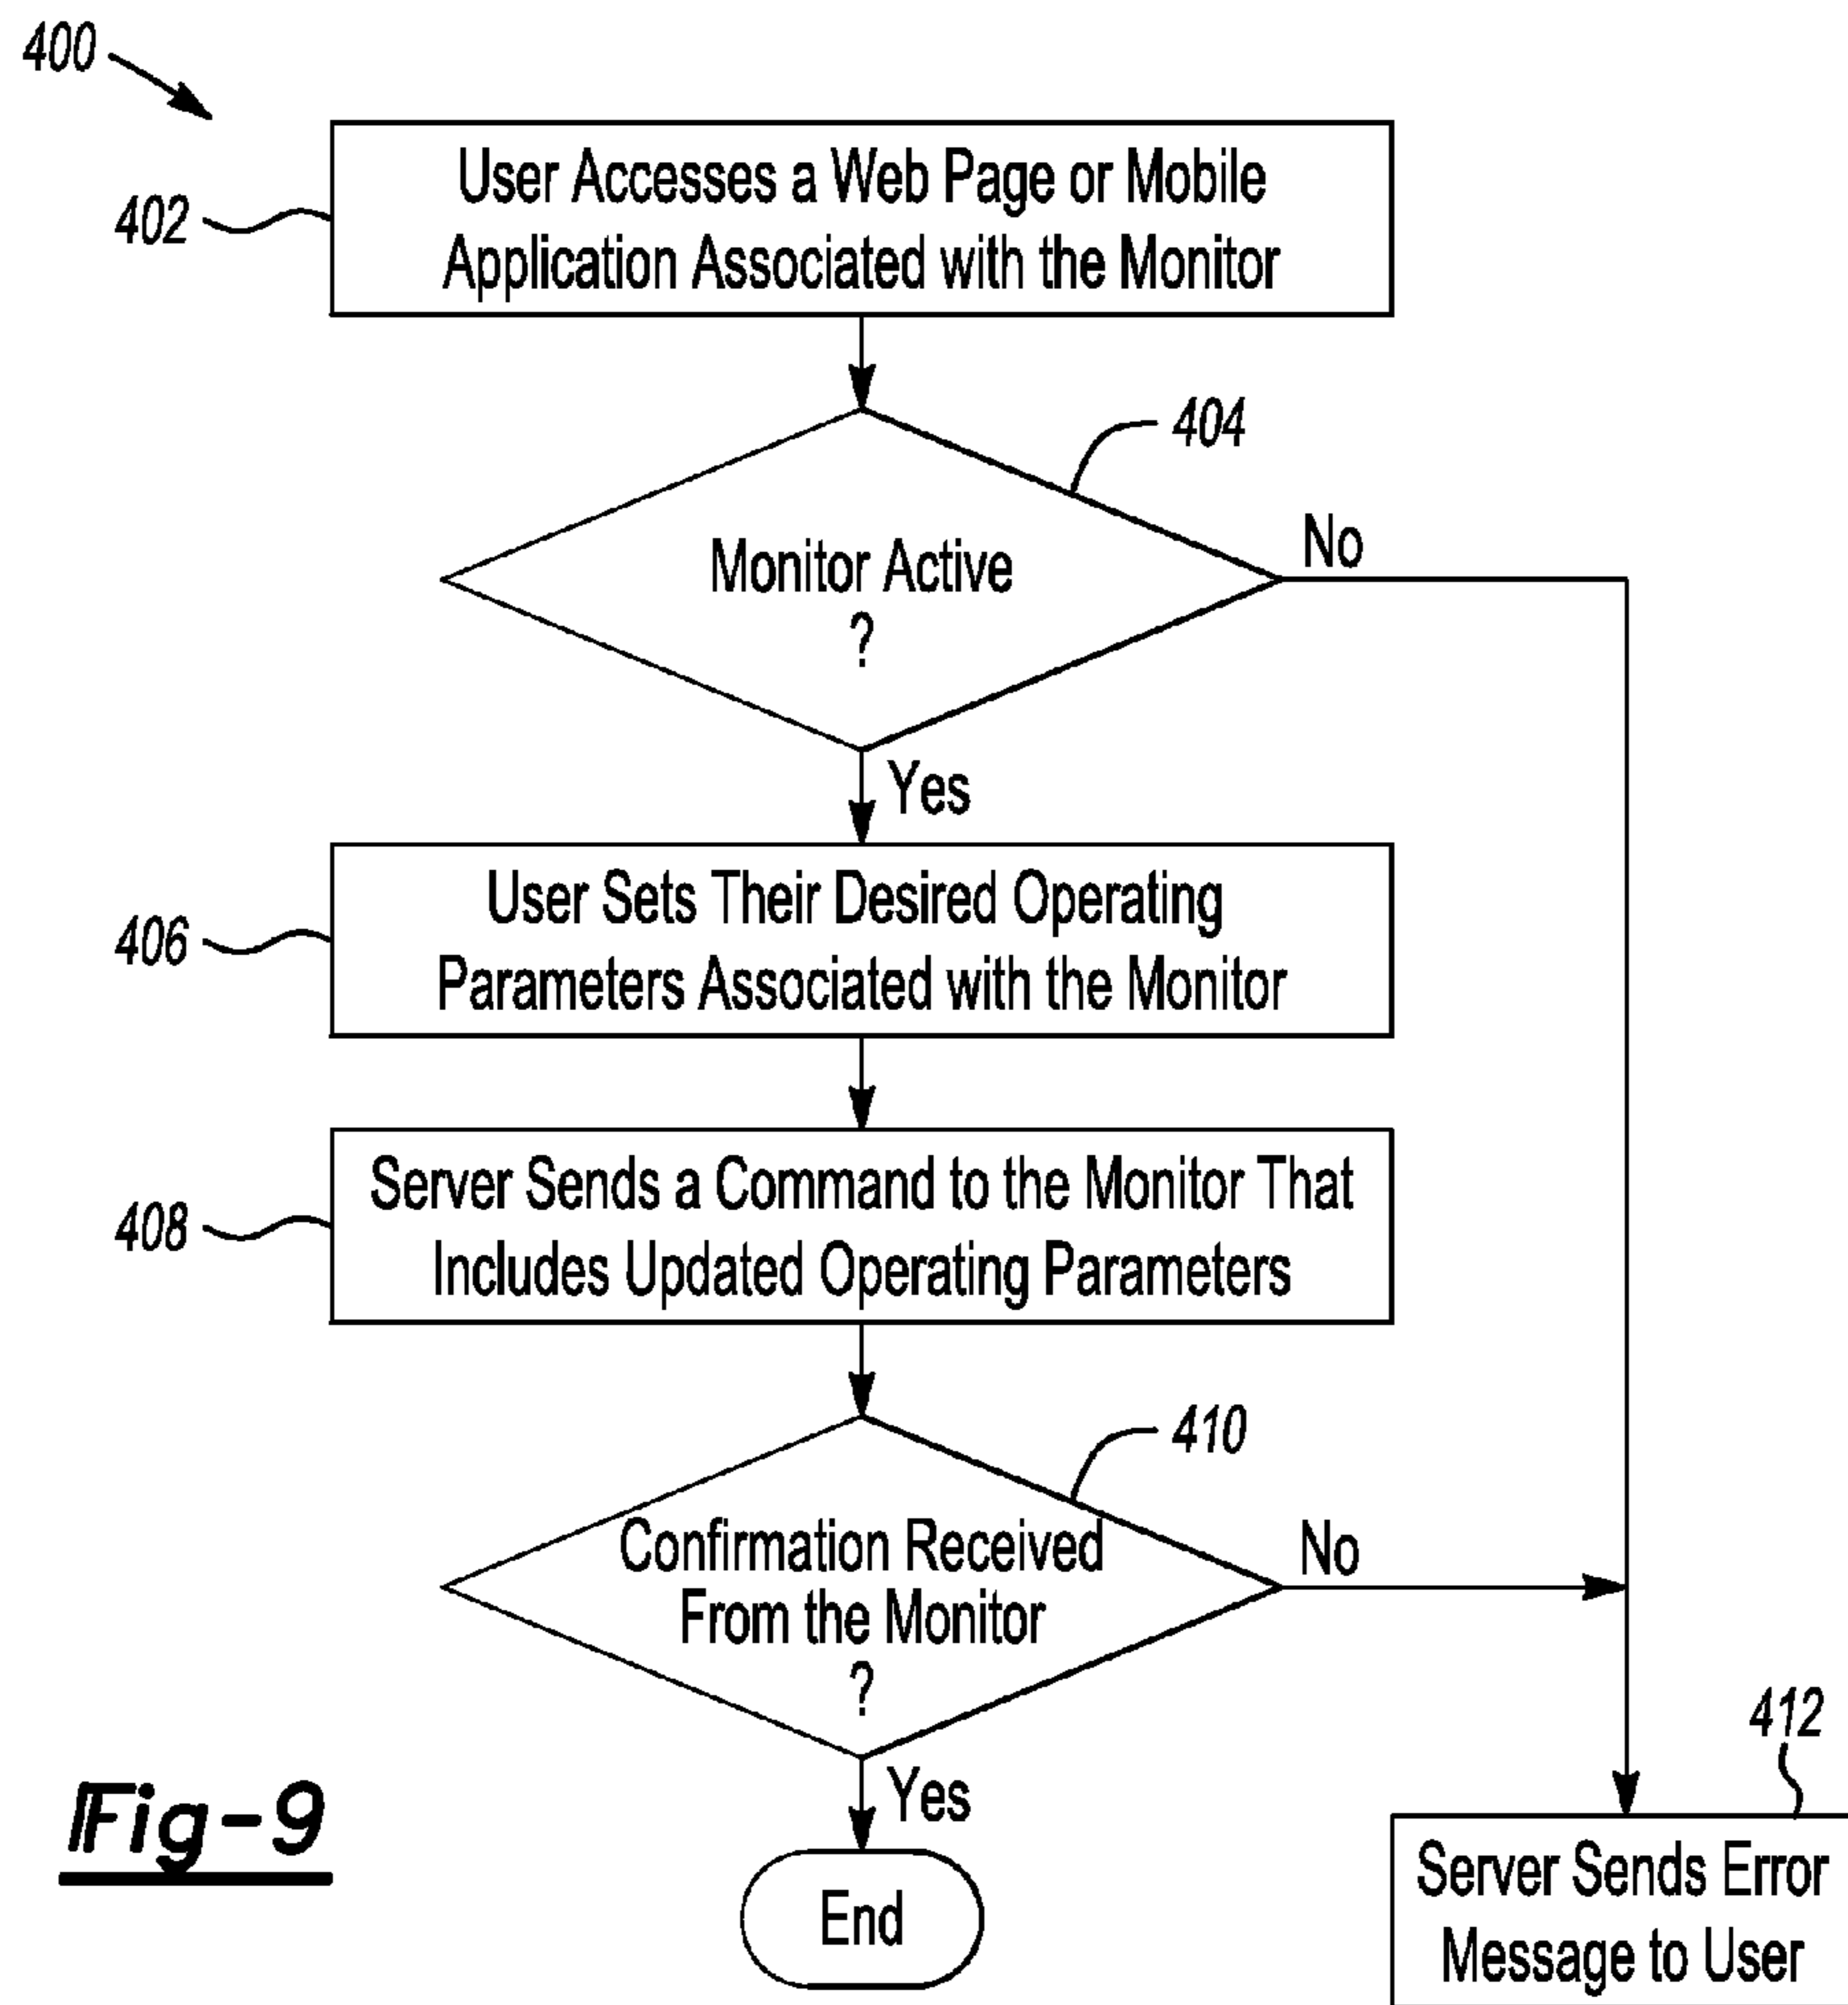 400
User Accesses a Web Page or Mobile
Application Associated with the Monitor
402
404
Monitor Active
?
No
Yes
User Sets Their Desired Operating
Parameters Associated with the Monitor
406
Server Sends a Command to the Monitor That
Includes Updated Operating Parameters
408
410
Confirmation Received
From the Monitor
?
No
Yes
412
Server Sends Error
Message to User
End
Fig-9